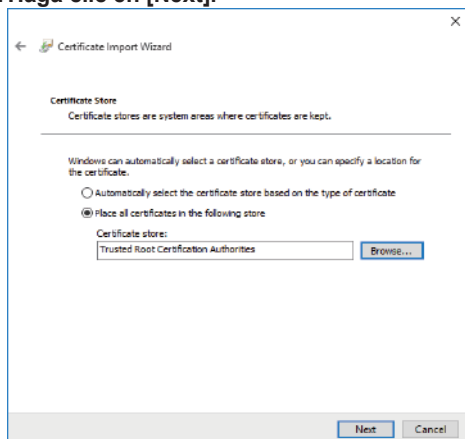 Haga clic en [Next].
Certificate Import Wizard
Certificate Store
Certificate stores are system areas where certificates are kept.
Windows can automatically select a certificate store, or you can specify a location for
the certificate.
Automatically select the certificate store based on the type of certificate
Place all certificates in the following store
Certificate store:
Trusted Root Certification Authorities
Browse...
Next
Cancel